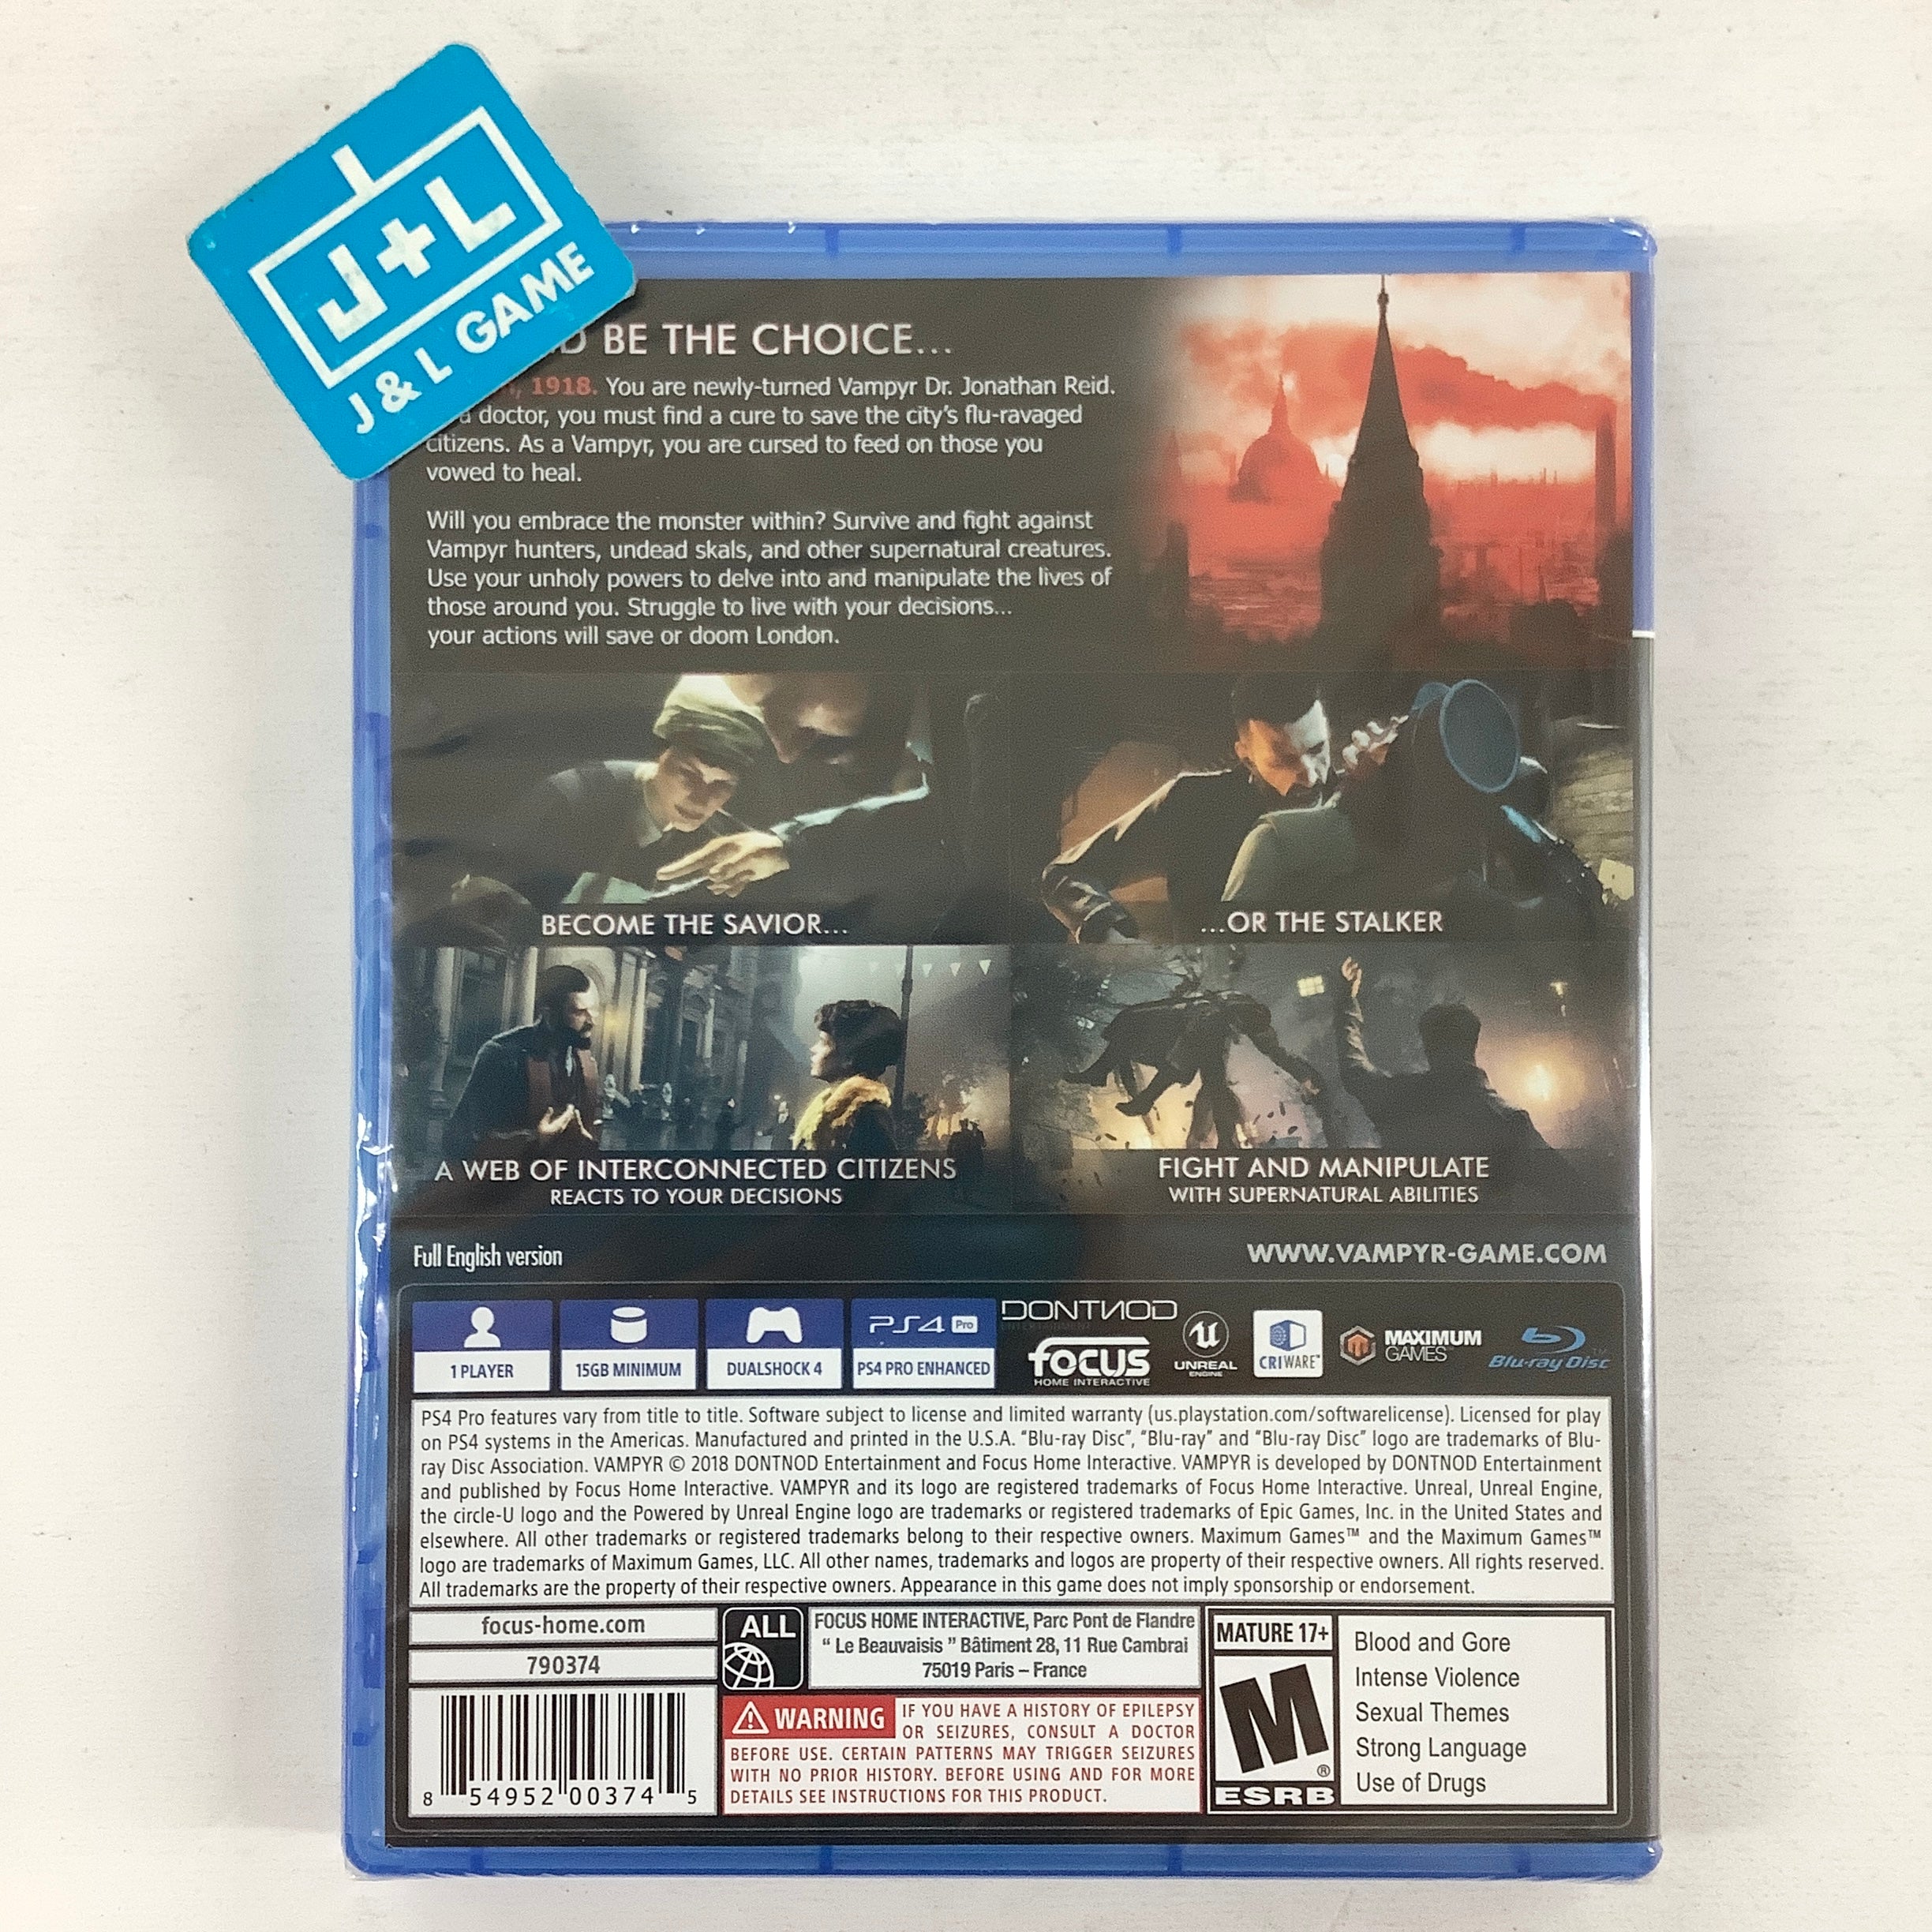 J+L
J & L GAME
BE THE CHOICE...
1918. You are newly-turned Vampyr Dr. Jonathan Reid.
a doctor, you must find a cure to save the city's flu-ravaged
citizens. As a Vampyr, you are cursed to feed on those you
vowed to heal.
Will you embrace the monster within? Survive and fight against
Vampyr hunters, undead skals, and other supernatural creatures.
Use your unholy powers to delve into and manipulate the lives of
those around you. Struggle to live with your decisions...
your actions will save or doom London.
BECOME THE SAVIOR...
...OR THE STALKER
A WEB OF INTERCONNECTED CITIZENS
REACTS TO YOUR DECISIONS
FIGHT AND MANIPULATE
WITH SUPERNATURAL ABILITIES
Full English version
WWW.VAMPYR-GAME.COM
1 PLAYER
15GB MINIMUM
DUALSHOCK 4
PS4 Pro
PS4 PRO ENHANCED
DONTNOD
ENTERTAINMENT
focus
HOME INTERACTIVE
UNREAL
ENGINE
CRIWARE™
MAXIMUM
GAMES™
Blu-ray Disc™
PS4 Pro features vary from title to title. Software subject to license and limited warranty (us.playstation.com/softwarelicense). Licensed for play
on PS4 systems in the Americas. Manufactured and printed in the U.S.A. "Blu-ray Disc", "Blu-ray" and "Blu-ray Disc" logo are trademarks of Blu-
ray Disc Association. VAMPYR © 2018 DONTNOD Entertainment and Focus Home Interactive. VAMPYR is developed by DONTNOD Entertainment
and published by Focus Home Interactive. VAMPYR and its logo are registered trademarks of Focus Home Interactive. Unreal, Unreal Engine,
the circle-U logo and the Powered by Unreal Engine logo are trademarks or registered trademarks of Epic Games, Inc. in the United States and
elsewhere. All other trademarks or registered trademarks belong to their respective owners. Maximum Games™ and the Maximum Games™
logo are trademarks of Maximum Games, LLC. All other names, trademarks and logos are property of their respective owners. All rights reserved.
All trademarks are the property of their respective owners. Appearance in this game does not imply sponsorship or endorsement.
focus-home.com
790374
8 54952 00374 5
ALL
FOCUS HOME INTERACTIVE, Parc Pont de Flandre
" Le Beauvaisis " Bâtiment 28, 11 Rue Cambrai
75019 Paris – France
WARNING IF YOU HAVE A HISTORY OF EPILEPSY
OR SEIZURES, CONSULT A DOCTOR
BEFORE USE. CERTAIN PATTERNS MAY TRIGGER SEIZURES
WITH NO PRIOR HISTORY. BEFORE USING AND FOR MORE
DETAILS SEE INSTRUCTIONS FOR THIS PRODUCT.
MATURE 17+
M®
ESRB
Blood and Gore
Intense Violence
Sexual Themes
Strong Language
Use of Drugs